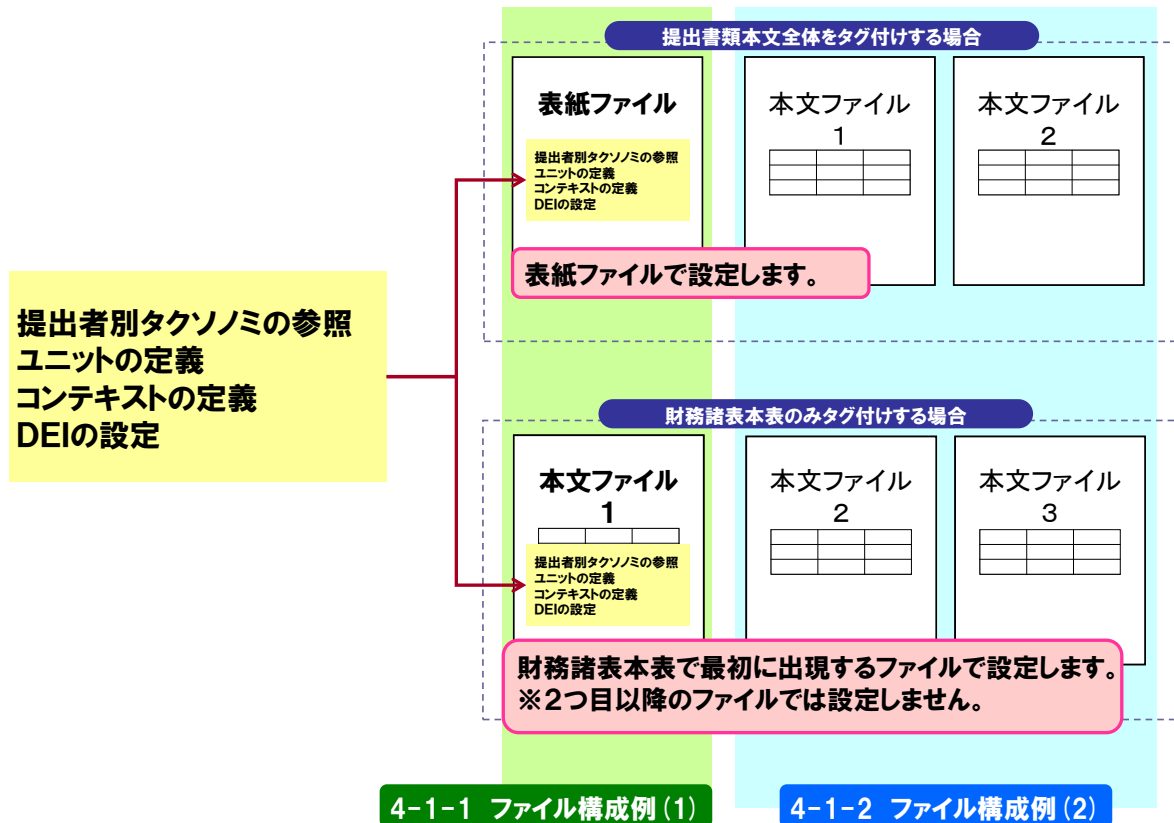 提出書類本文全体をタグ付けする場合
表紙ファイル
提出者別タクソノミの参照
ユニットの定義
コンテキストの定義
DEIの設定
本文ファイル
1
本文ファイル
2
表紙ファイルで設定します。
提出者別タクソノミの参照
ユニットの定義
コンテキストの定義
DEIの設定
財務諸表本表のみタグ付けする場合
本文ファイル
1
提出者別タクソノミの参照
ユニットの定義
コンテキストの定義
DEIの設定
本文ファイル
2
本文ファイル
3
財務諸表本表で最初に出現するファイルで設定します。
※２つ目以降のファイルでは設定しません。
4-1-1 ファイル構成例(1)
4-1-2 ファイル構成例(2)